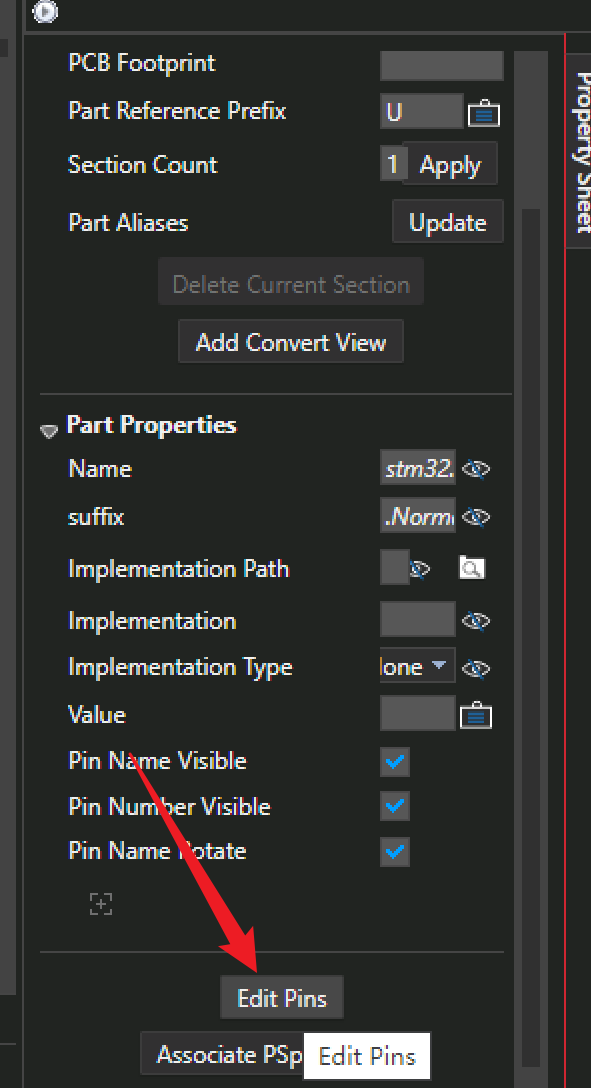 PCB Footprint
Part Reference Prefix U
Section Count 1 Apply
Part Aliases Update
Delete Current Section
Add Convert View
Part Properties
Name stm32.
suffix .Norm
Implementation Path
Implementation
Implementation Type lone
Value
Pin Name Visible
Pin Number Visible
Pin Name Rotate
Edit Pins
Associate PSp
Edit Pins
Property Sheet